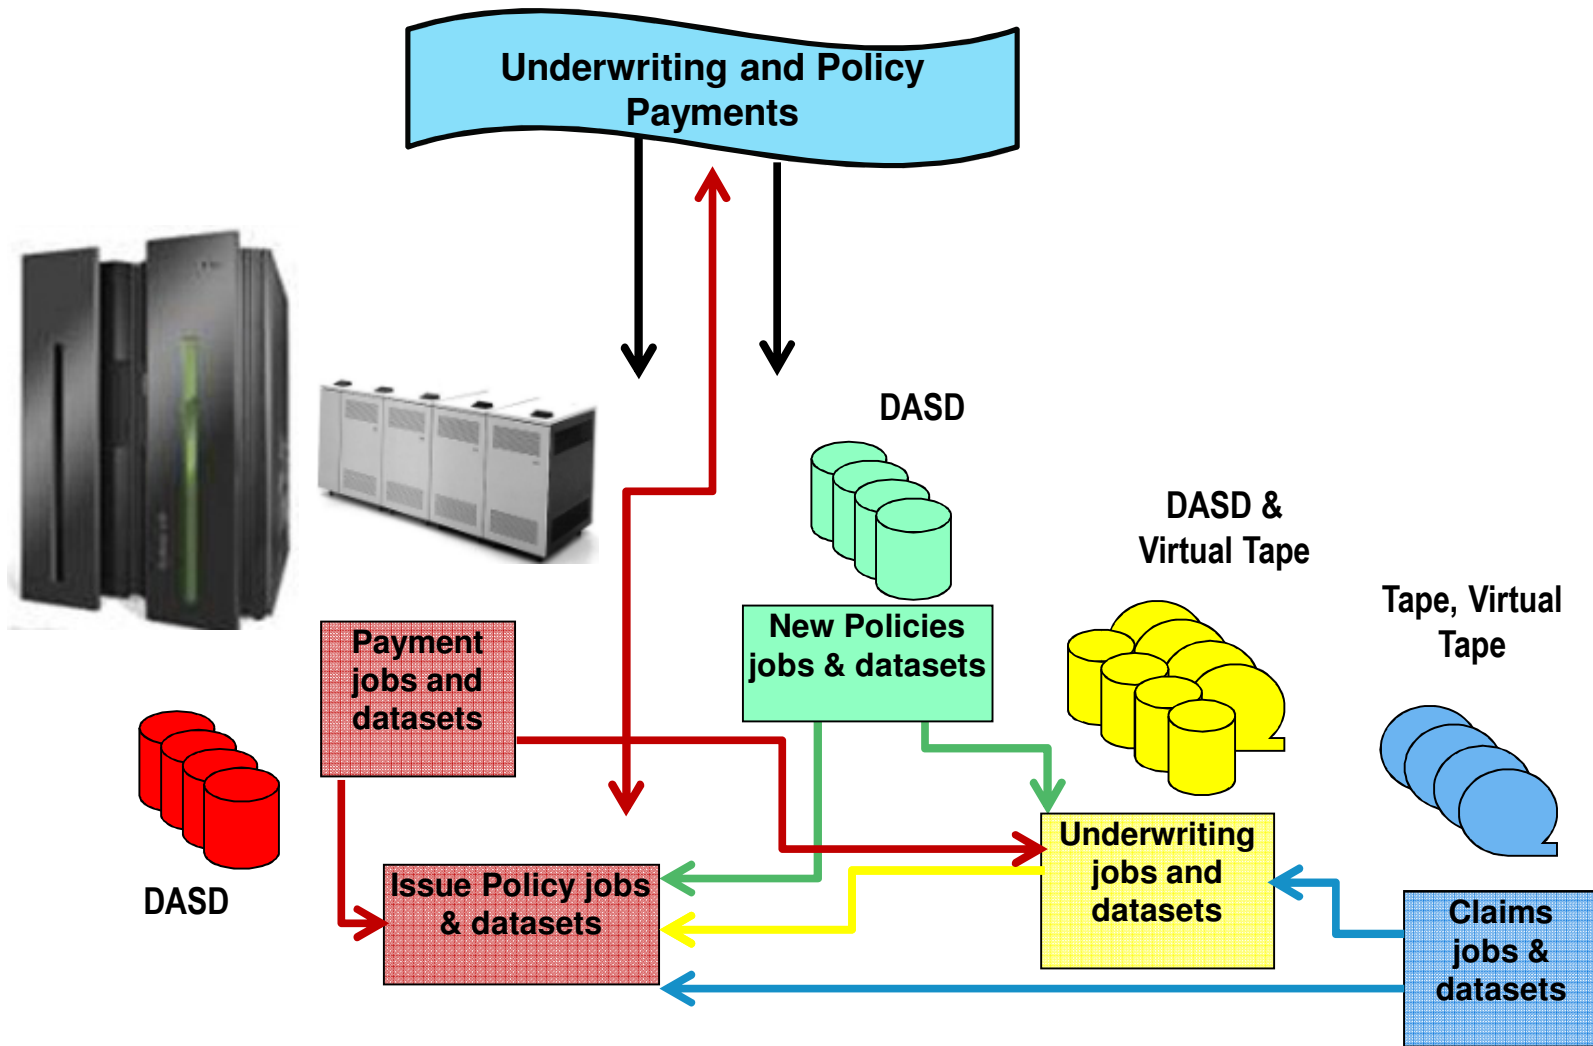 Underwriting and Policy
Payments
DASD
DASD &
Virtual Tape
Tape, Virtual
Tape
Payment
jobs and
datasets
New Policies
jobs & datasets
DASD
Issue Policy jobs
& datasets
Underwriting
jobs and
datasets
Claims
jobs &
datasets